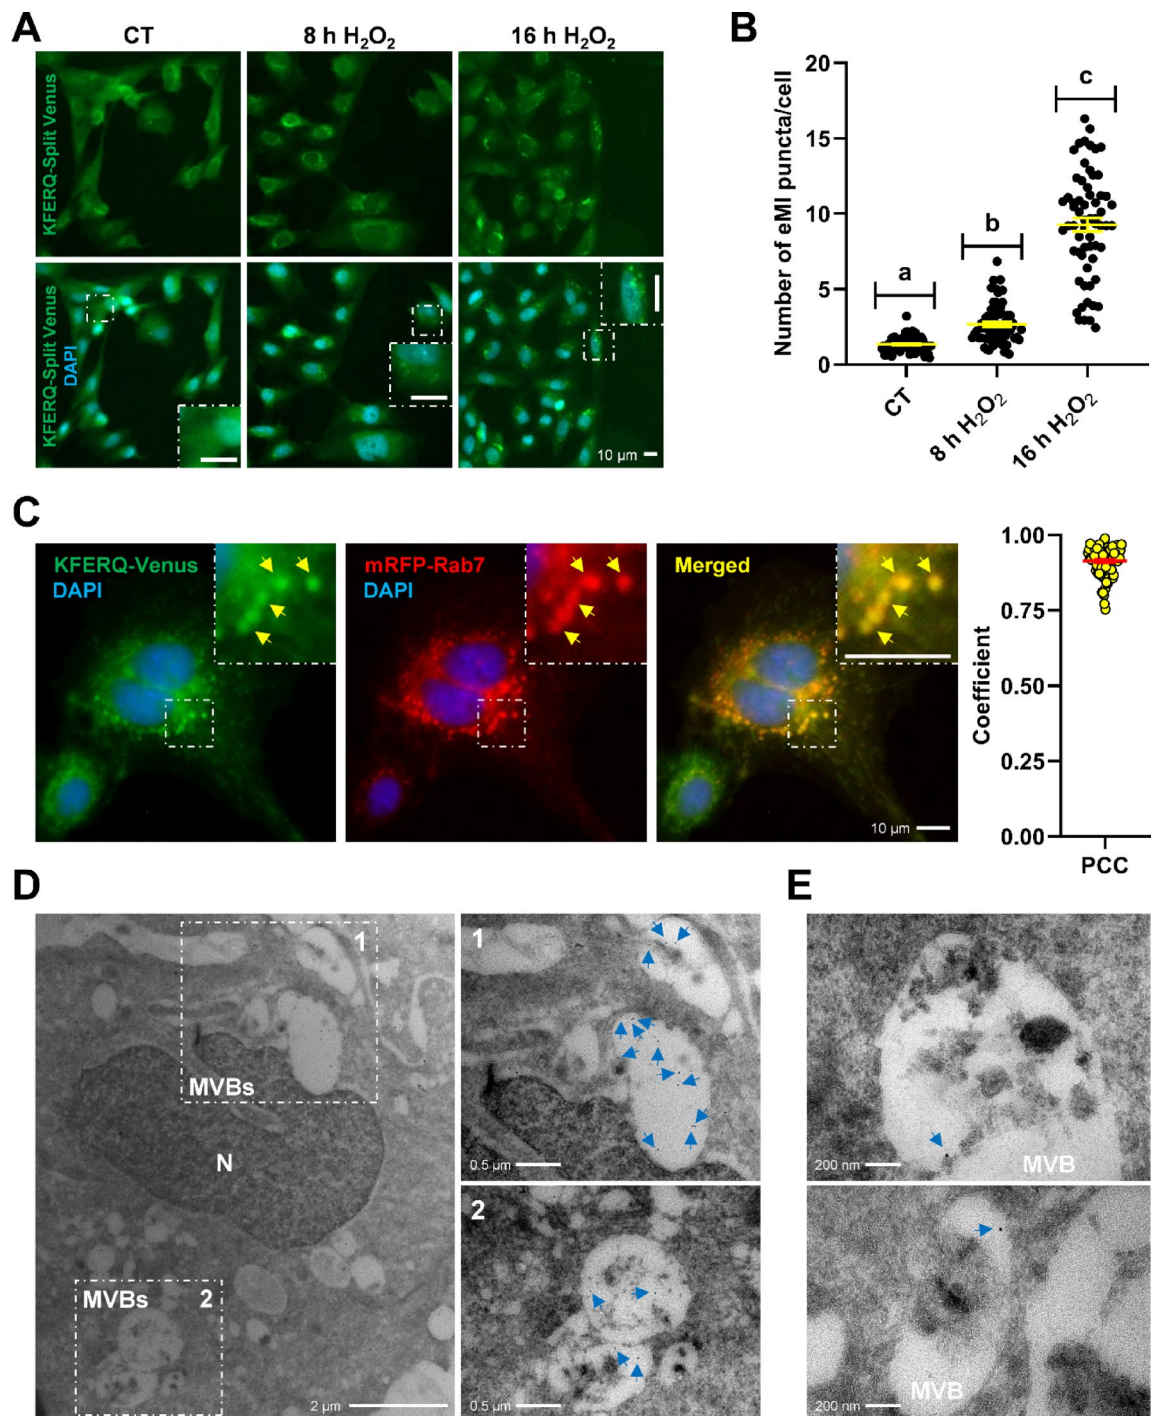 A
CT
8 h H₂O₂
16 h H₂O₂
KFERQ-Split Venus
KFERQ-Split Venus
DAPI
10 µm
B
Number of eMI puncta/cell
20
15
10
5
0
a
b
c
CT
8 h H₂O₂
16 h H₂O₂
C
KFERQ-Venus
DAPI
mRFP-Rab7
DAPI
Merged
10 µm
Coefficient
1.00
0.75
0.50
0.25
0.00
PCC
D
1
MVBs
N
MVBs
2
2 µm
1
0.5 µm
2
0.5 µm
E
200 nm
MVB
MVB
200 nm